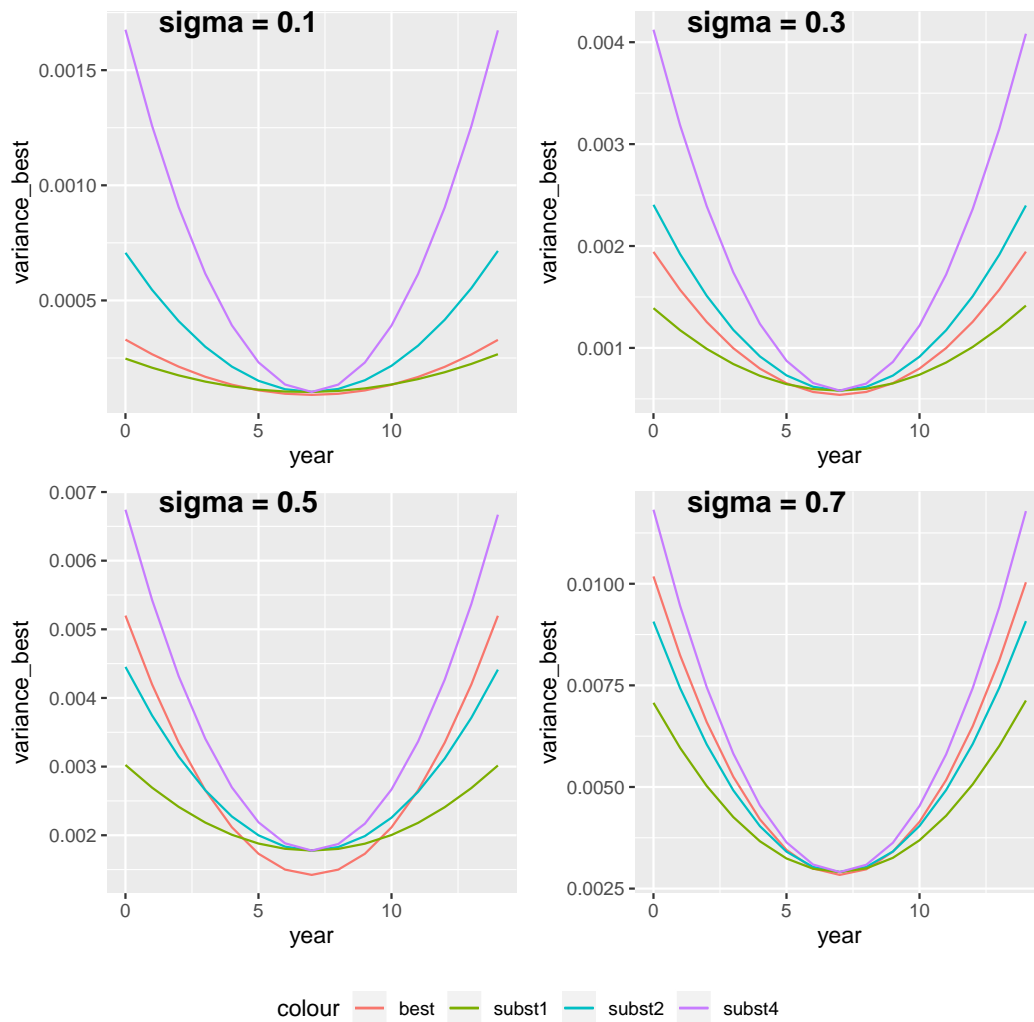 sigma = 0.1
0.0015
0.0010
0.0005
variance_best
0
5
10
year
sigma = 0.3
0.004
0.003
0.002
0.001
variance_best
0
5
10
year
sigma = 0.5
0.007
0.006
0.005
0.004
0.003
0.002
variance_best
0
5
10
year
sigma = 0.7
0.0100
0.0075
0.0050
0.0025
variance_best
0
5
10
year
colour best subst1 subst2 subst4